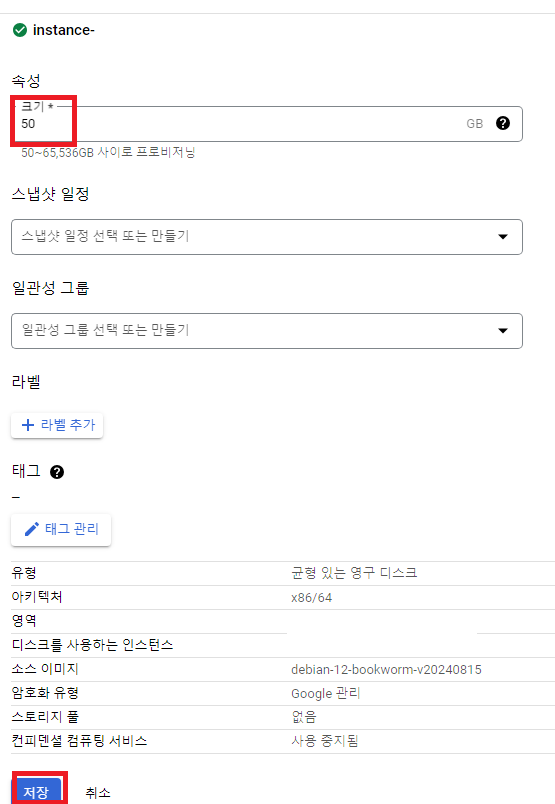 instance-
속성
크기 *
50 GB
50~65,536GB 사이로 프로비저닝
스냅샷 일정
스냅샷 일정 선택 또는 만들기
일관성 그룹
일관성 그룹 선택 또는 만들기
라벨
+ 라벨 추가
태그
–
태그 관리
유형 균형 있는 영구 디스크
아키텍처 x86/64
영역
디스크를 사용하는 인스턴스
소스 이미지 debian-12-bookworm-v20240815
암호화 유형 Google 관리
스토리지 풀 없음
컨피덴셜 컴퓨팅 서비스 사용 중지됨
저장 취소